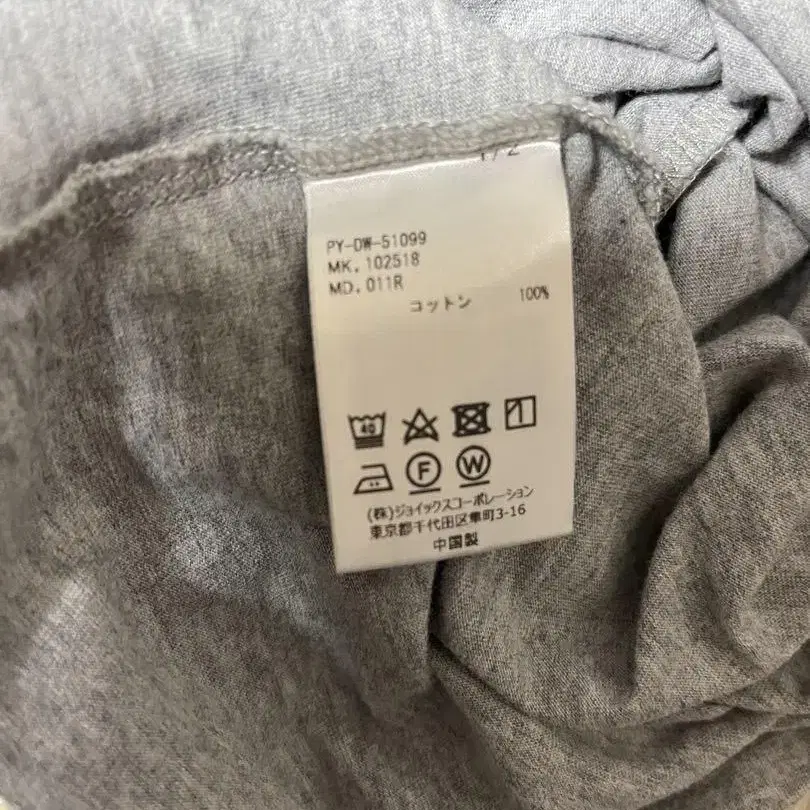 1/2
PY-DW-51099
MK. 102518
MD. 011R
コットン 100%
40
F W
(株)ジョイックスコーポレーション
東京都千代田区隼町3-16
中国製